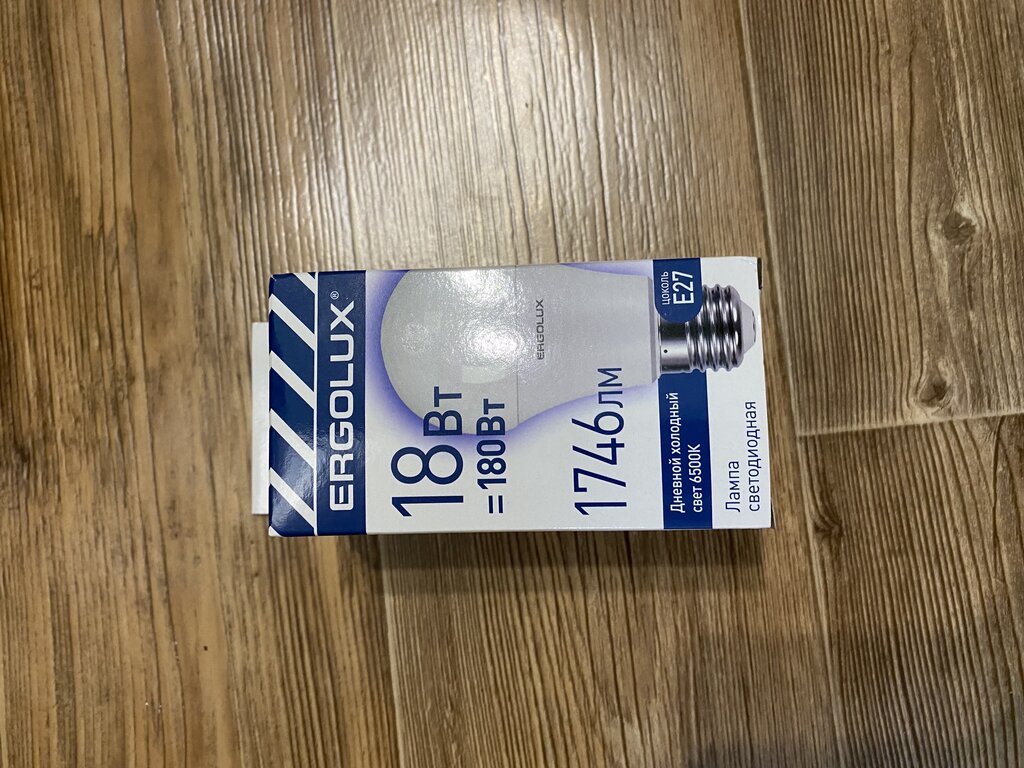 ERGOLUX®
ERGOLUX
18Вт
=180Вт
1746лм
цоколь
E27
Дневной холодный
свет 6500К
Лампа
светодиодная